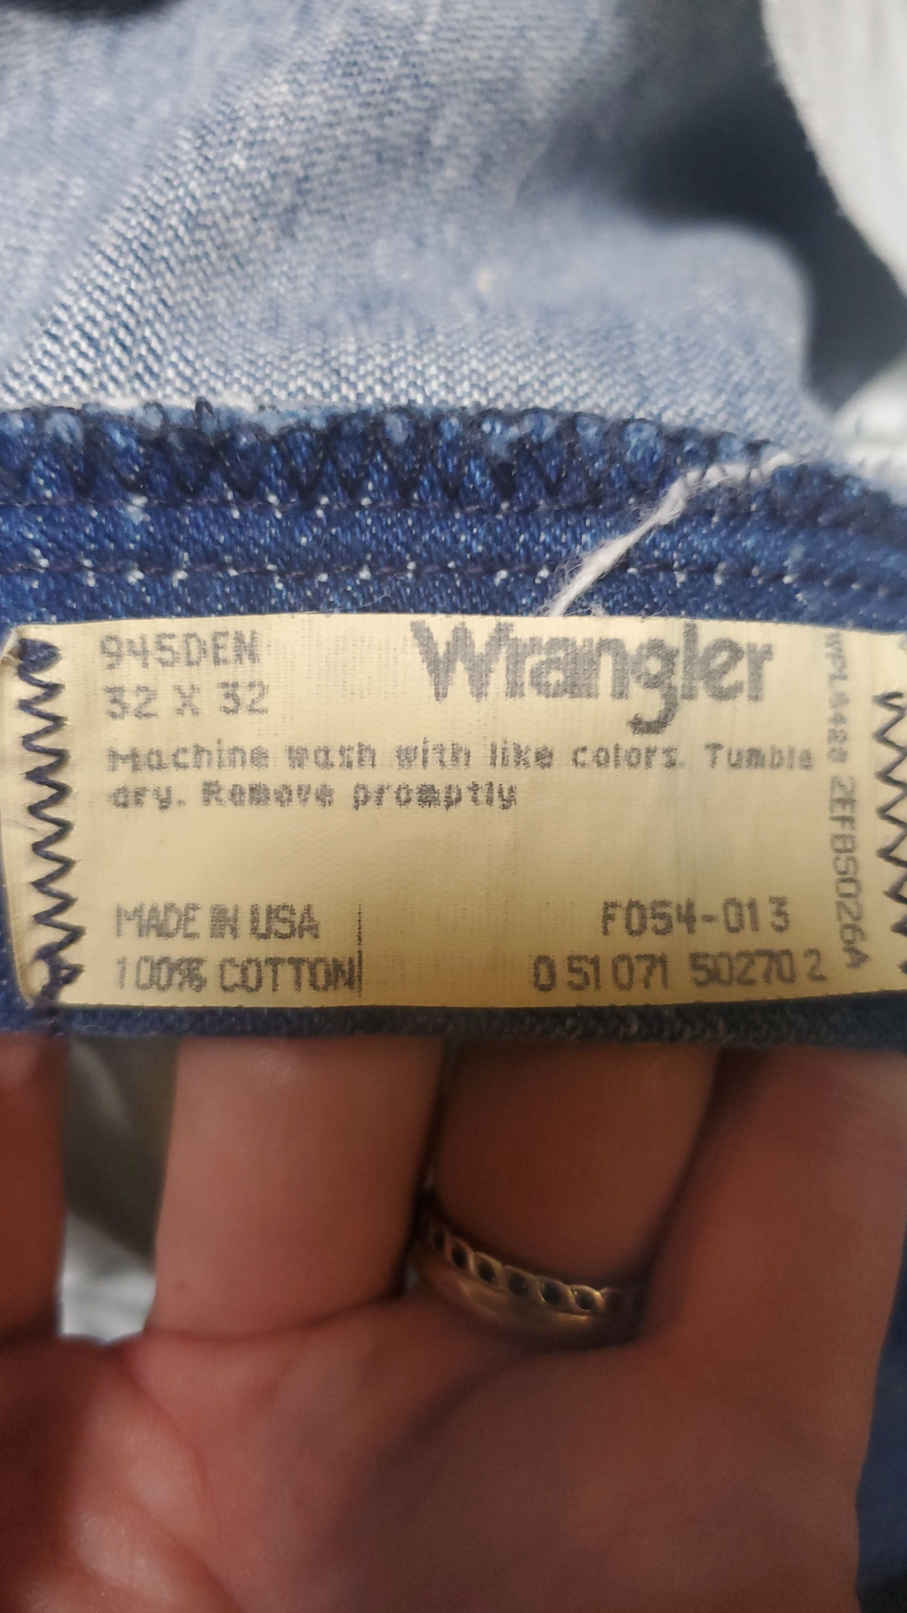 945DEN
32 X 32
Wrangler
Machine wash with like colors. Tumble
dry. Remove promptly
MADE IN USA
100% COTTON
F054-013
0 51071 50270 2
2EFBS026A